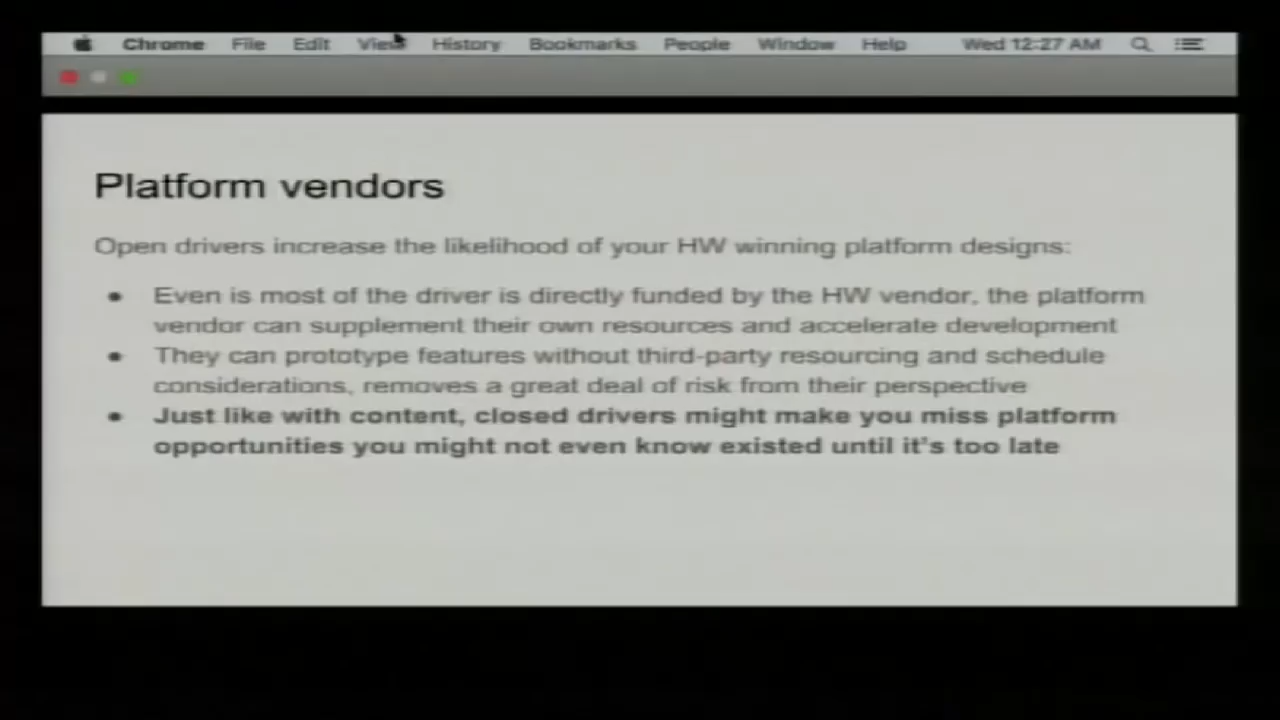 Chrome File Edit View History Bookmarks People Window Help Wed 12:27 AM
Platform vendors
Open drivers increase the likelihood of your HW winning platform designs:
● Even is most of the driver is directly funded by the HW vendor, the platform
vendor can supplement their own resources and accelerate development
● They can prototype features without third-party resourcing and schedule
considerations, removes a great deal of risk from their perspective
● Just like with content, closed drivers might make you miss platform
opportunities you might not even know existed until it's too late